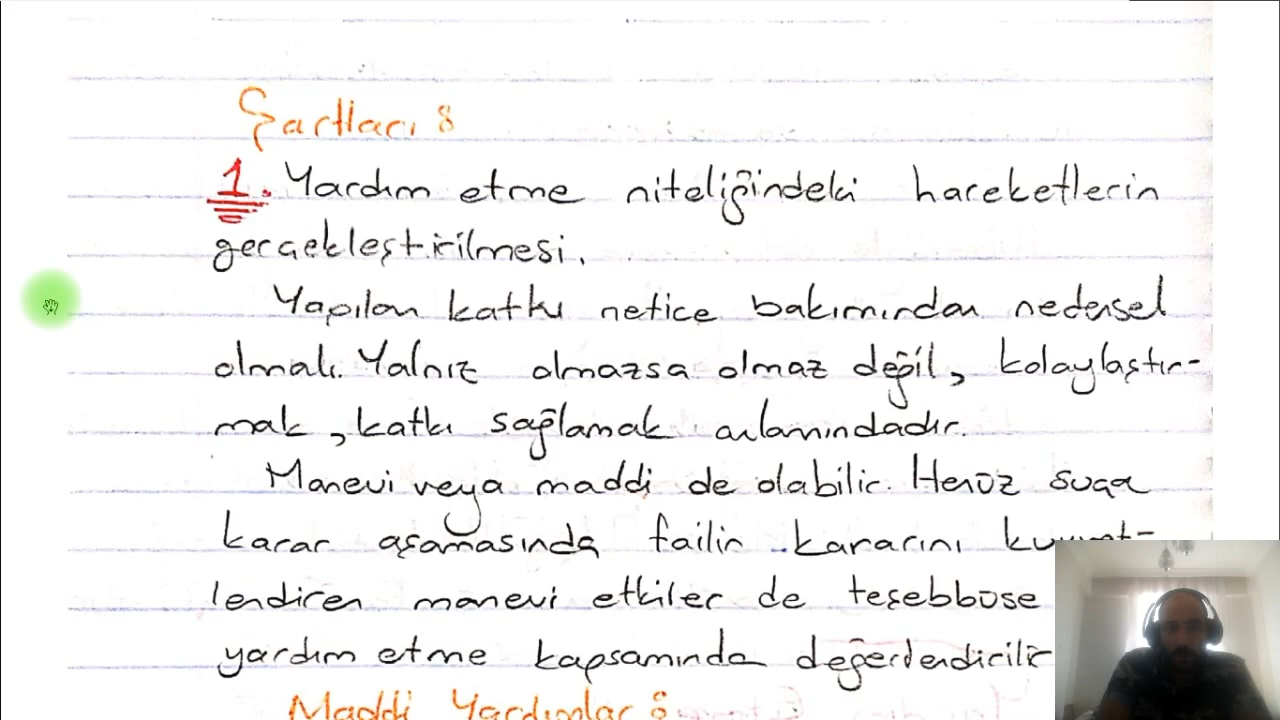 Şartları :
1. Yardım etme niteliğindeki hareketlerin
gerçekleştirilmesi.
Yapılan katkı netice bakımından nedensel
olmalı. Yalnız olmazsa olmaz değil, kolaylaştır-
mak, katkı sağlamak anlamındadır.
Manevi veya maddi de olabilir. Henüz suça
karar aşamasında failin kararını
lendiren manevi etkiler de teşebbüse
yardım etme kapsamında değerlendirilir
Maddi Yardımlar :